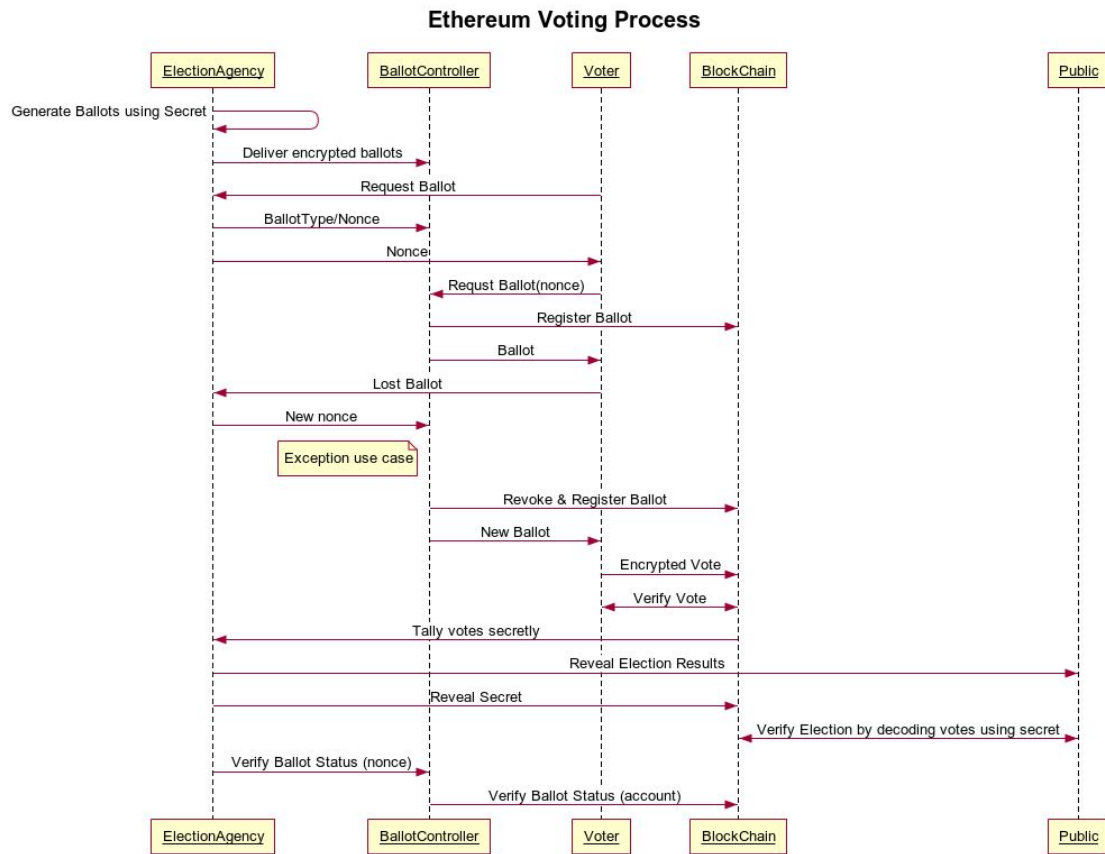 Ethereum Voting Process
ElectionAgency BallotController Voter BlockChain Public
Generate Ballots using Secret
Deliver encrypted ballots
Request Ballot
BallotType/Nonce
Nonce
Requst Ballot(nonce)
Register Ballot
Ballot
Lost Ballot
New nonce
Exception use case
Revoke & Register Ballot
New Ballot
Encrypted Vote
Verify Vote
Tally votes secretly
Reveal Election Results
Reveal Secret
Verify Election by decoding votes using secret
Verify Ballot Status (nonce)
Verify Ballot Status (account)
ElectionAgency BallotController Voter BlockChain Public